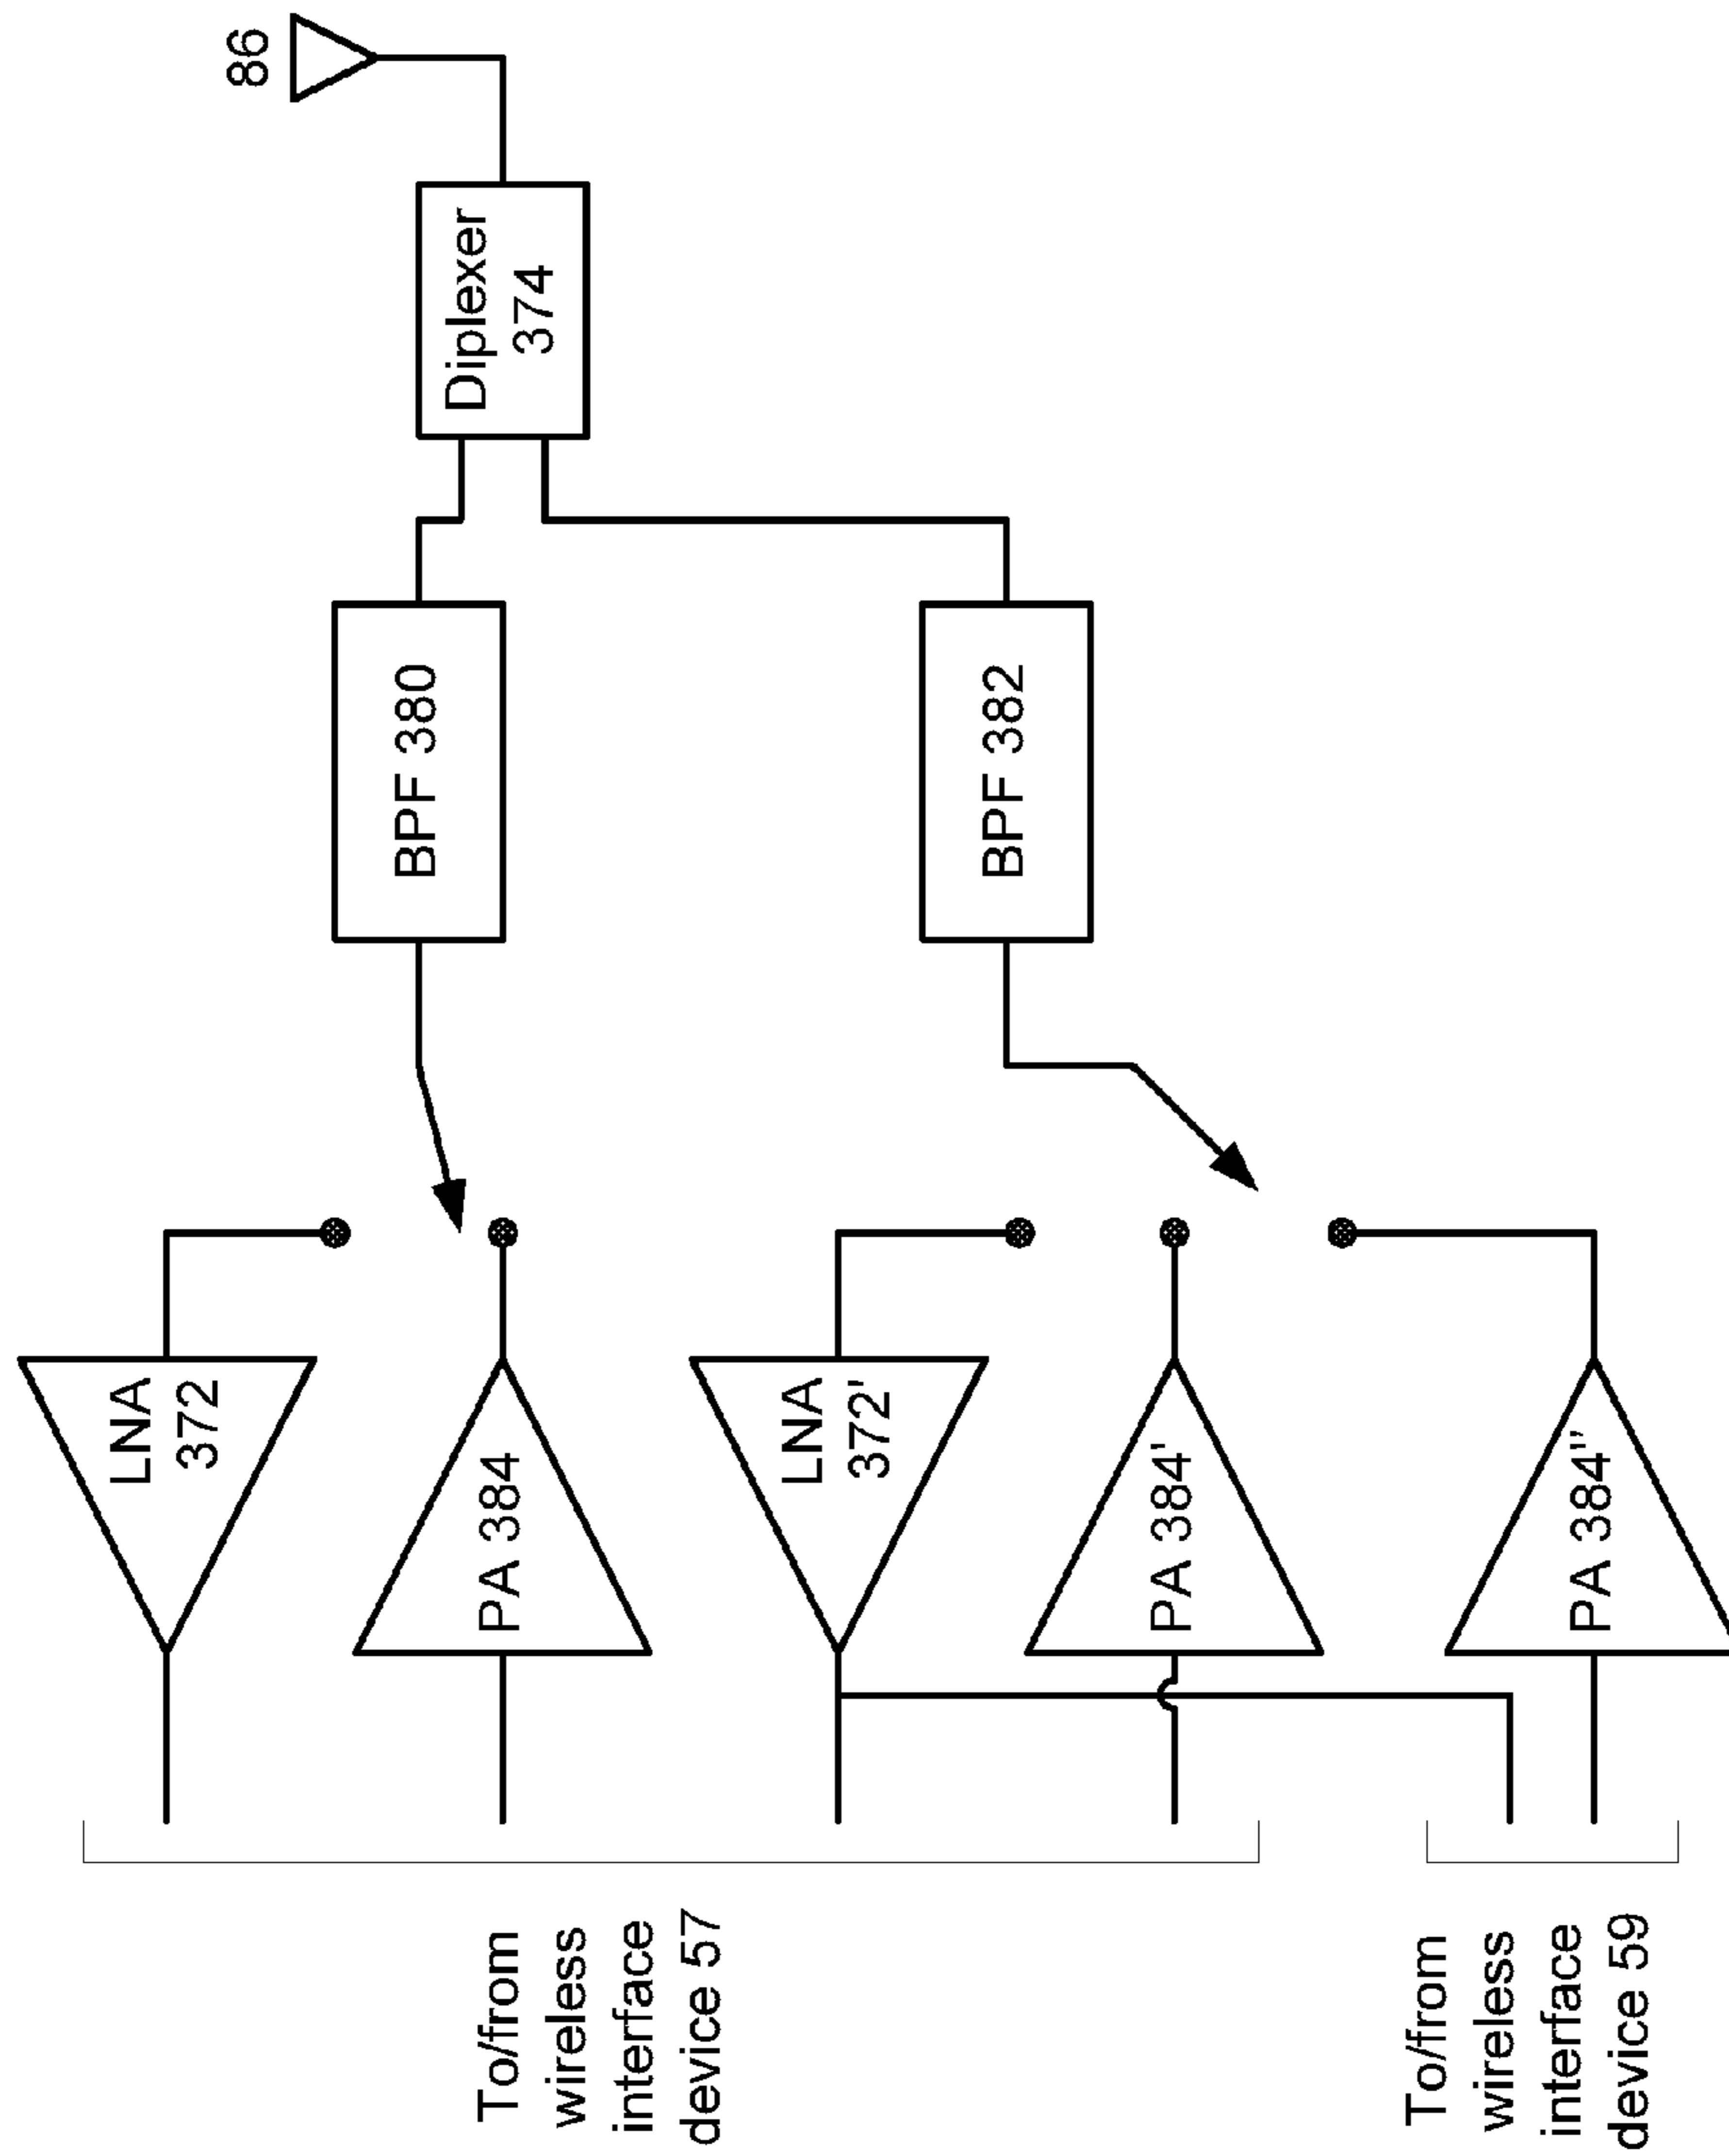 LNA
372
PA 384
LNA
372'
PA 384'
PA 384"
BPF 380
BPF 382
Diplexer
374
86
To/from
wireless
interface
device 57
To/from
wireless
interface
device 59